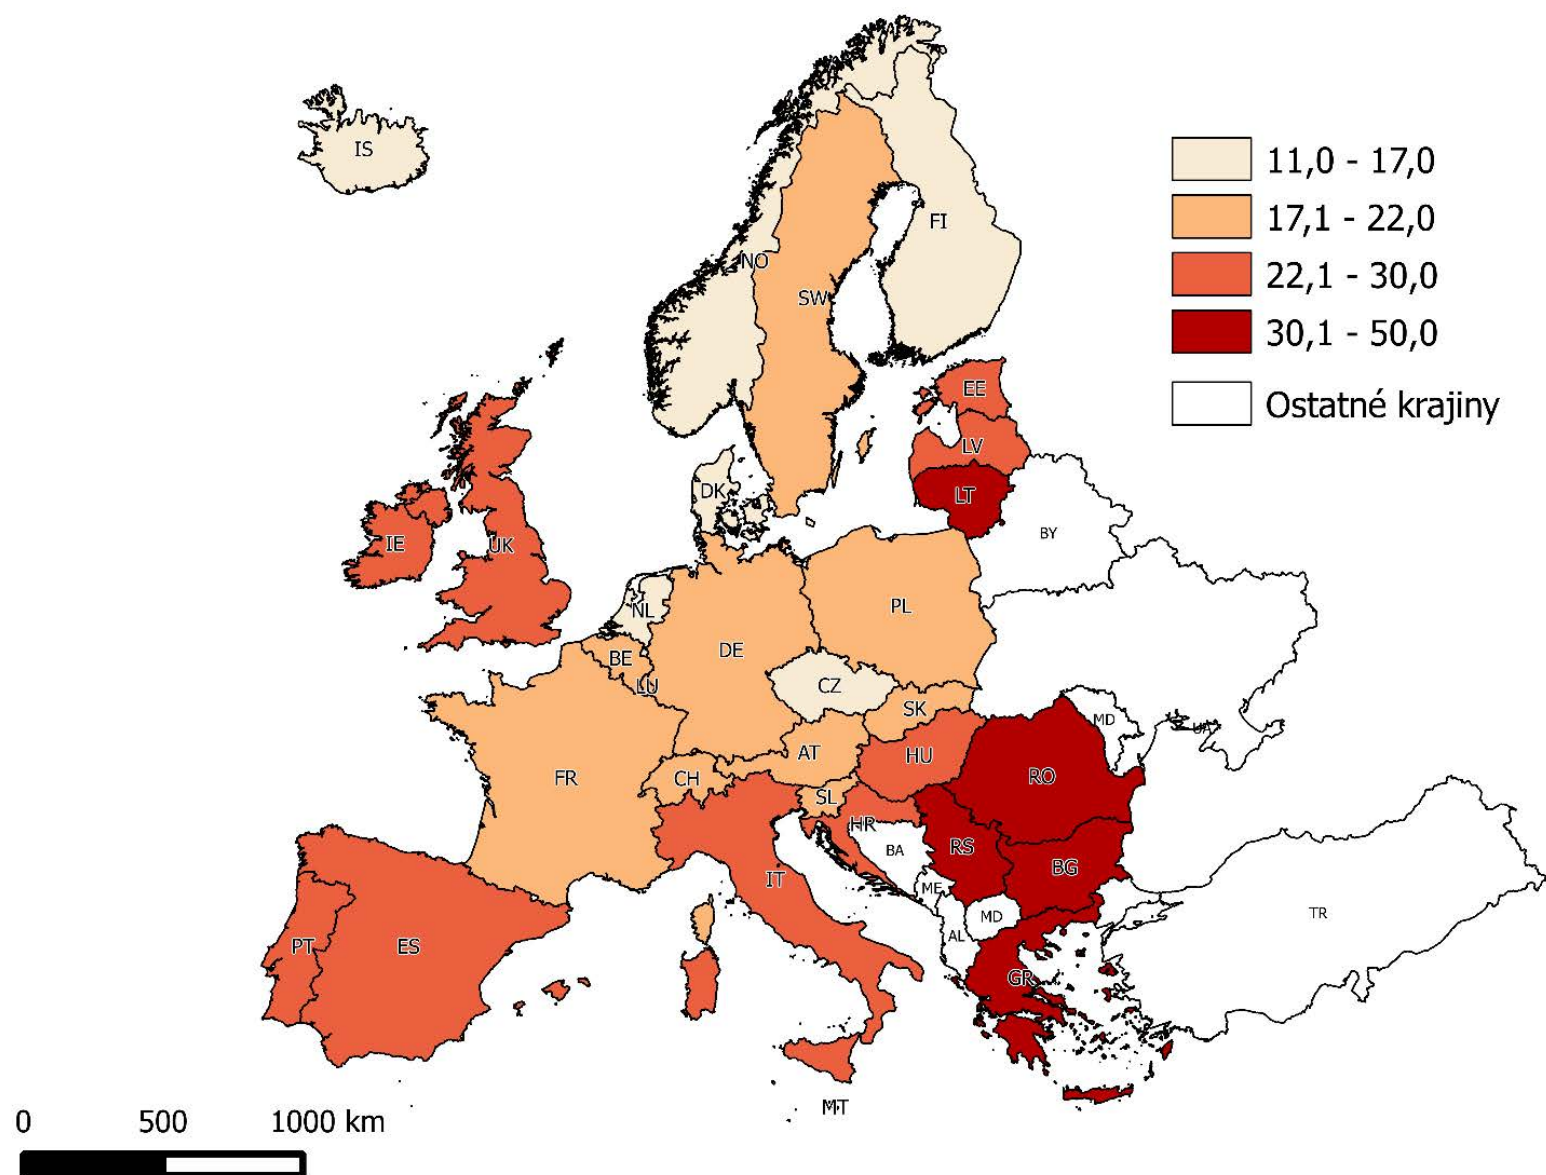 IS
11,0 - 17,0
17,1 - 22,0
FI
NO
22,1 - 30,0
SW
30,1 - 50,0
EE
Ostatné krajiny
LV
DK
LT
BY
IE
UK
NL
PL
DE
BE
LU
CZ
SK
MD
UA
AT
HU
FR
CH
RO
SL
HR
RS
BA
BG
IT
ME
MD
TR
PT
ES
AL
GR
MT
0 500 1000 km